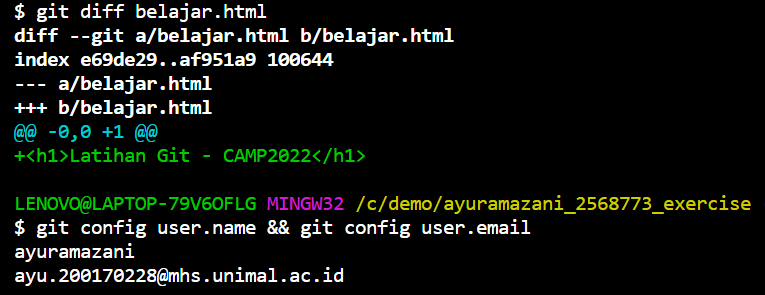 $ git diff belajar.html
diff --git a/belajar.html b/belajar.html
index e69de29..af951a9 100644
--- a/belajar.html
+++ b/belajar.html
@@ -0,0 +1 @@
+<h1>Latihan Git - CAMP2022</h1>
LENOVO@LAPTOP-79V6OFLG MINGW32 /c/demo/ayuramazani_2568773_exercise
$ git config user.name && git config user.email
ayuramazani
ayu.200170228@mhs.unimal.ac.id